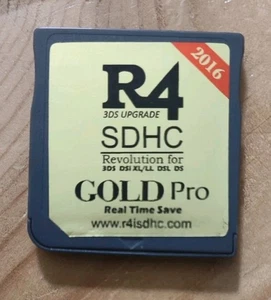 2016
R4
3DS UPGRADE
SDHC
Revolution for
3DS DSi XL/LL DSL DS
GOLD Pro
Real Time Save
www.r4isdhc.com